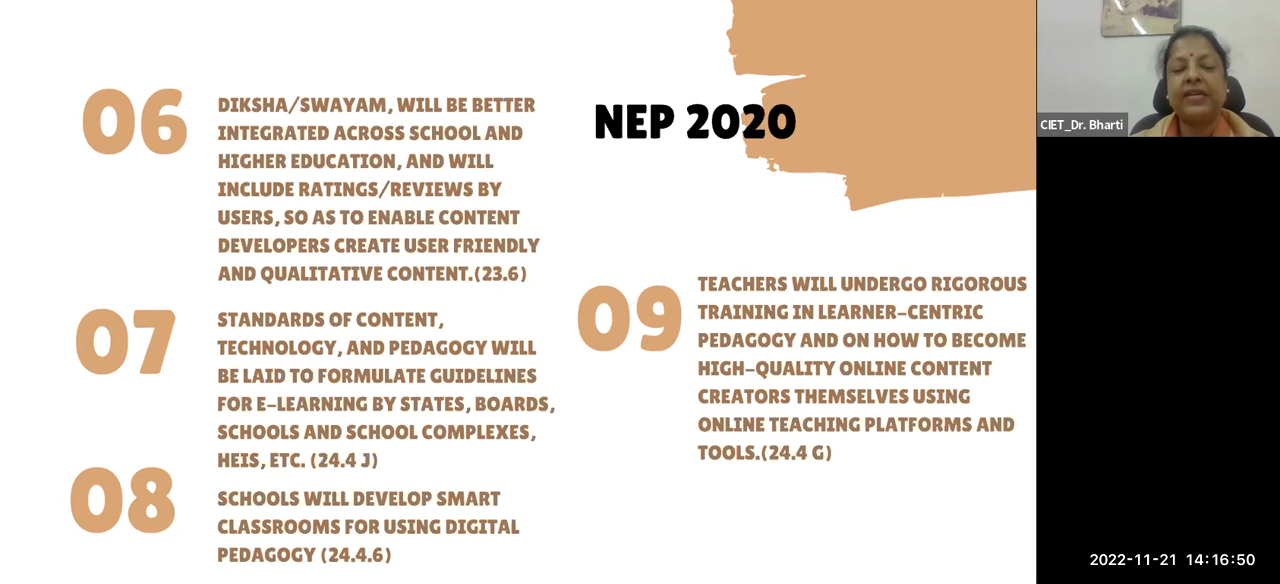 06
DIKSHA/SWAYAM, WILL BE BETTER
INTEGRATED ACROSS SCHOOL AND
HIGHER EDUCATION, AND WILL
INCLUDE RATINGS/REVIEWS BY
USERS, SO AS TO ENABLE CONTENT
DEVELOPERS CREATE USER FRIENDLY
AND QUALITATIVE CONTENT.(23.6)
07
STANDARDS OF CONTENT,
TECHNOLOGY, AND PEDAGOGY WILL
BE LAID TO FORMULATE GUIDELINES
FOR E-LEARNING BY STATES, BOARDS,
SCHOOLS AND SCHOOL COMPLEXES,
HEIS, ETC. (24.4 J)
08
SCHOOLS WILL DEVELOP SMART
CLASSROOMS FOR USING DIGITAL
PEDAGOGY (24.4.6)
NEP 2020
09
TEACHERS WILL UNDERGO RIGOROUS
TRAINING IN LEARNER-CENTRIC
PEDAGOGY AND ON HOW TO BECOME
HIGH-QUALITY ONLINE CONTENT
CREATORS THEMSELVES USING
ONLINE TEACHING PLATFORMS AND
TOOLS.(24.4 G)
CIET_Dr. Bharti
2022-11-21 14:16:50